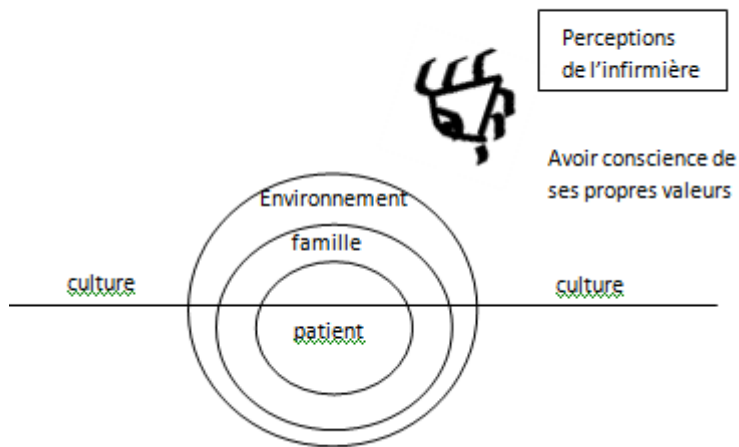 Perceptions
de l'infirmière
Avoir conscience de
ses propres valeurs
Environnement
famille
culture
culture
patient